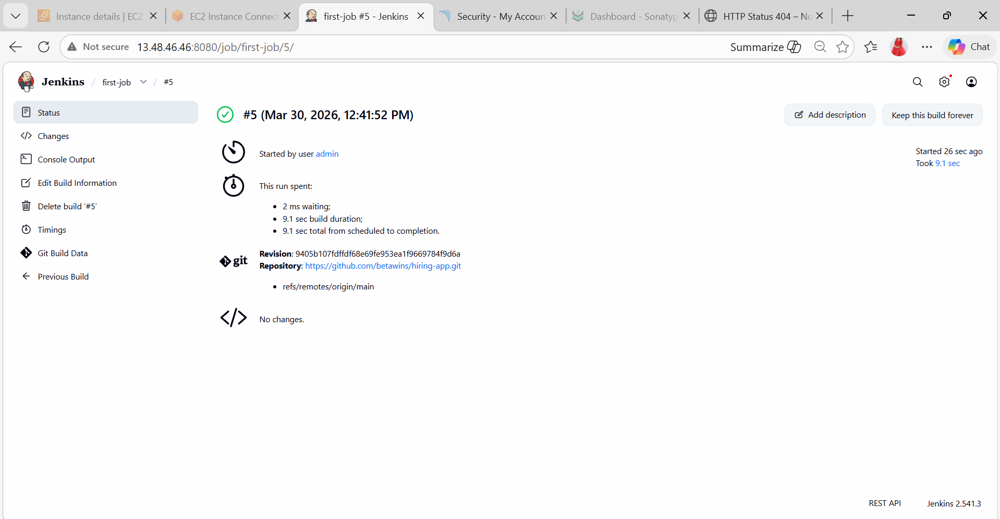 Instance details | EC2
EC2 Instance Connect
first-job #5 - Jenkins
Security - My Accoun
Dashboard - Sonatyp
HTTP Status 404 – No
Not secure
13.48.46.46:8080/job/first-job/5/
Summarize
Chat
Jenkins / first-job / #5
Status
Changes
Console Output
Edit Build Information
Delete build ‘#5’
Timings
Git Build Data
Previous Build
#5 (Mar 30, 2026, 12:41:52 PM)
Add description
Keep this build forever
Started by user admin
Started 26 sec ago
Took 9.1 sec
This run spent:
2 ms waiting;
9.1 sec build duration;
9.1 sec total from scheduled to completion.
git
Revision: 9405b107fdffdf68e69fe953ea1f9669784f9d6a
Repository: https://github.com/betawins/hiring-app.git
refs/remotes/origin/main
No changes.
REST API
Jenkins 2.541.3